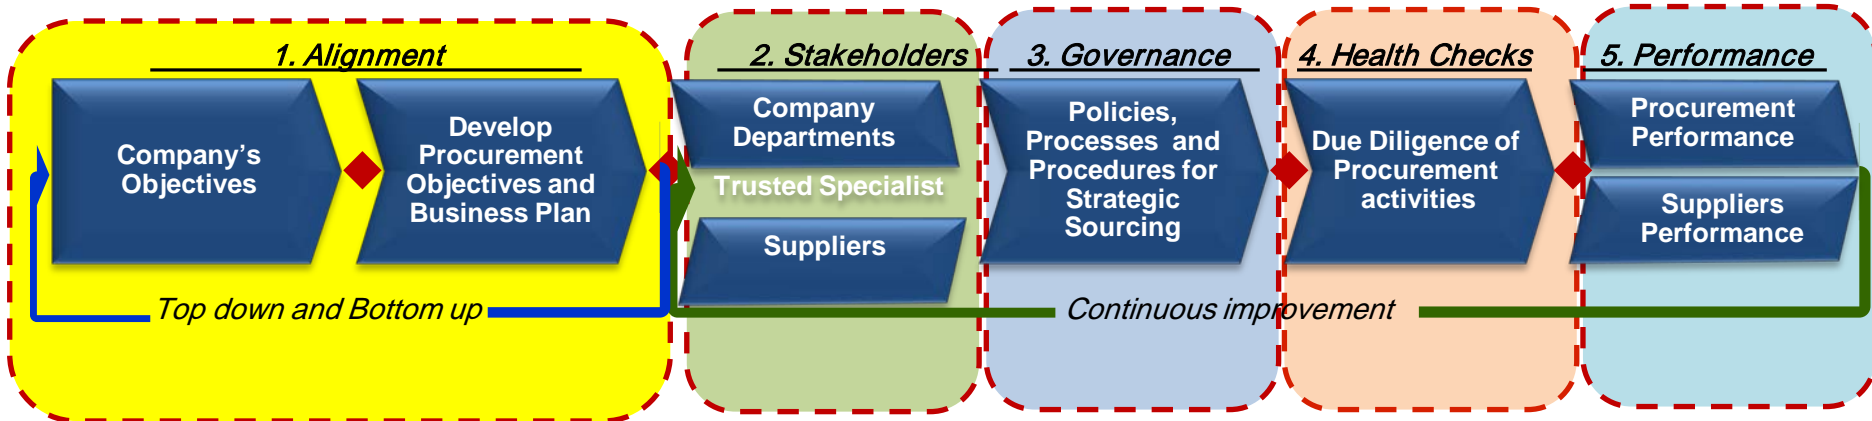 1. Alignment
Company's
Objectives
Develop
Procurement
Objectives and
Business Plan
Top down and Bottom up
2. Stakeholders
Company
Departments
Trusted Specialist
Suppliers
3. Governance
Policies,
Processes and
Procedures for
Strategic
Sourcing
4. Health Checks
Due Diligence of
Procurement
activities
5. Performance
Procurement
Performance
Suppliers
Performance
Continuous improvement